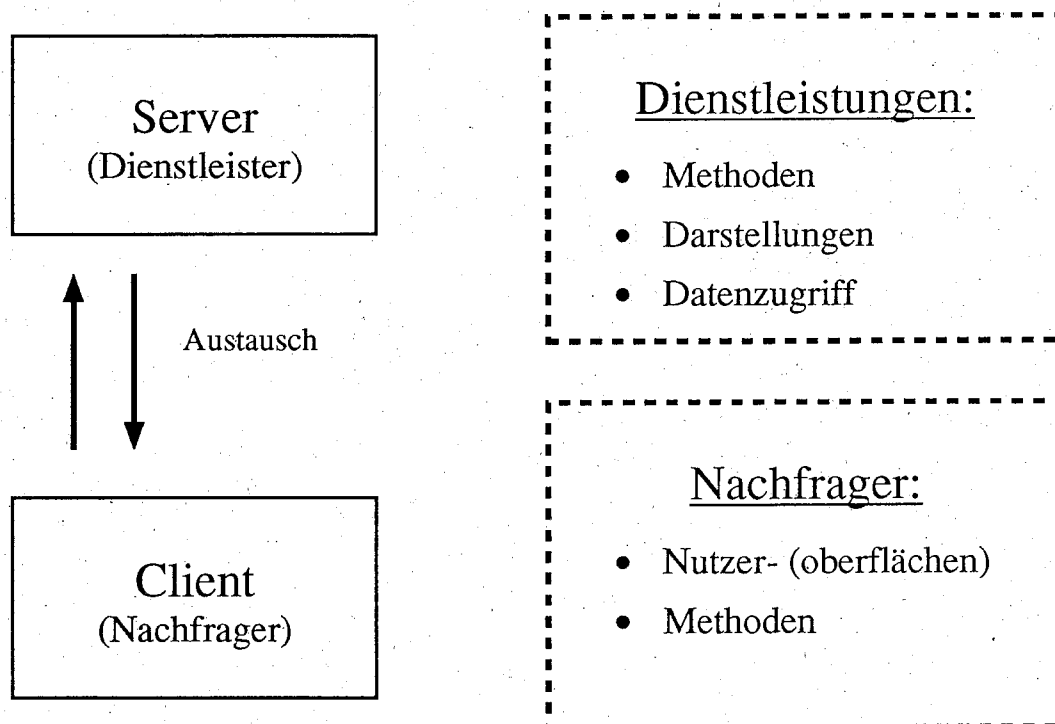 Server
(Dienstleister)
Austausch
Client
(Nachfrager)
Dienstleistungen:
• Methoden
• Darstellungen
• Datenzugriff
Nachfrager:
• Nutzer- (oberflächen)
• Methoden